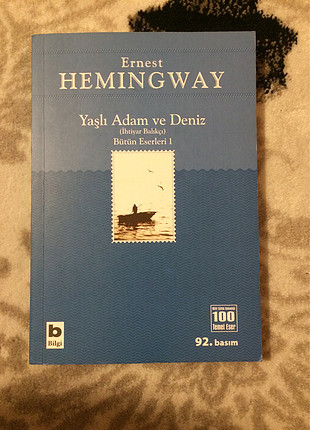 Ernest
HEMINGWAY
Yaşlı Adam ve Deniz
(İhtiyar Balıkçı)
Bütün Eserleri 1
b
Bilgi
100
Temel Eser
92. basım